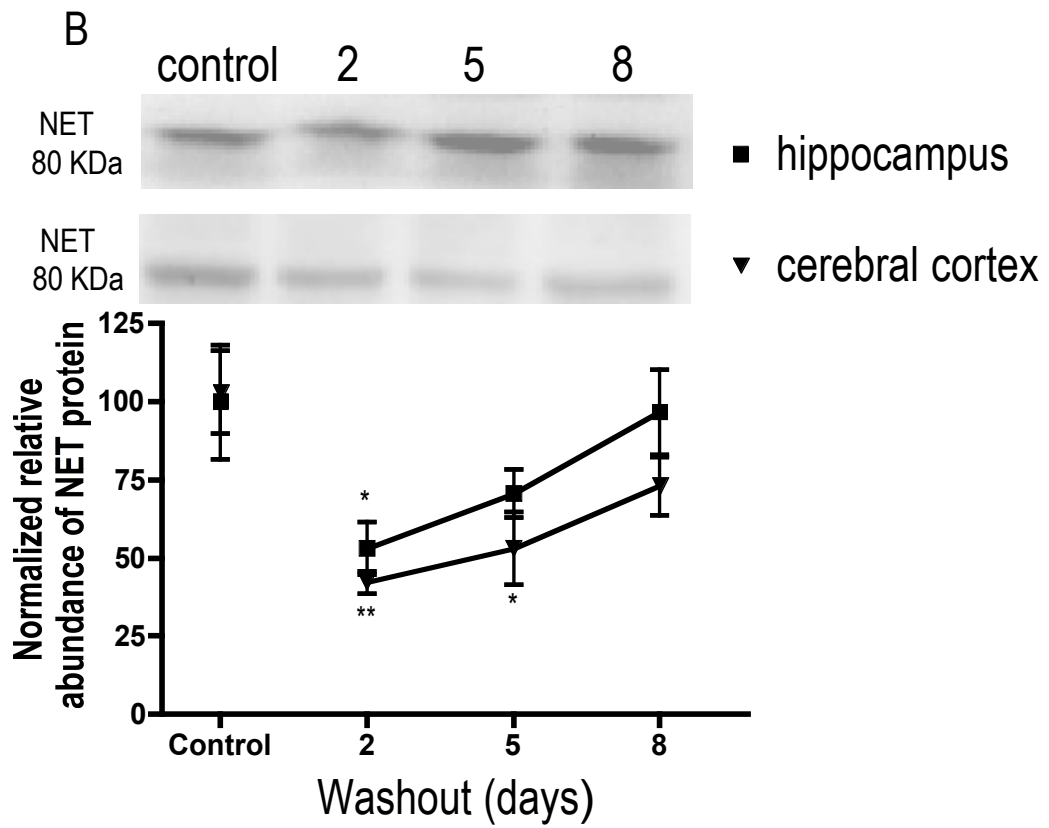 B
control 2 5 8
NET
80 KDa
hippocampus
NET
80 KDa
cerebral cortex
Normalized relative
abundance of NET protein
125
100
75
50
25
0
*
**
*
Control 2 5 8
Washout (days)